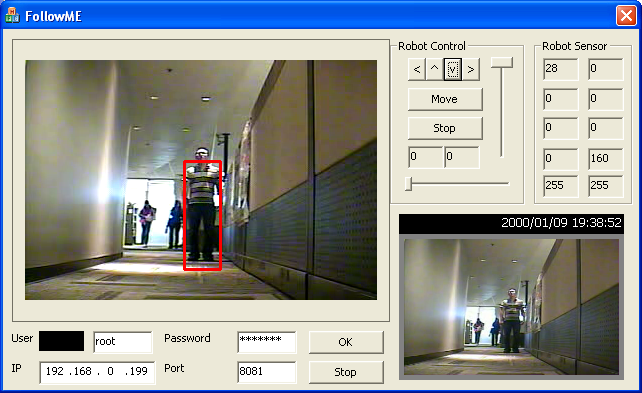 FollowME
Robot Control
< ^ v >
Move
Stop
0 0
Robot Sensor
28 0
0 0
0 0
0 160
255 255
2000/01/09 19:38:52
User root Password ******* OK
IP 192 .168 . 0 .199 Port 8081 Stop